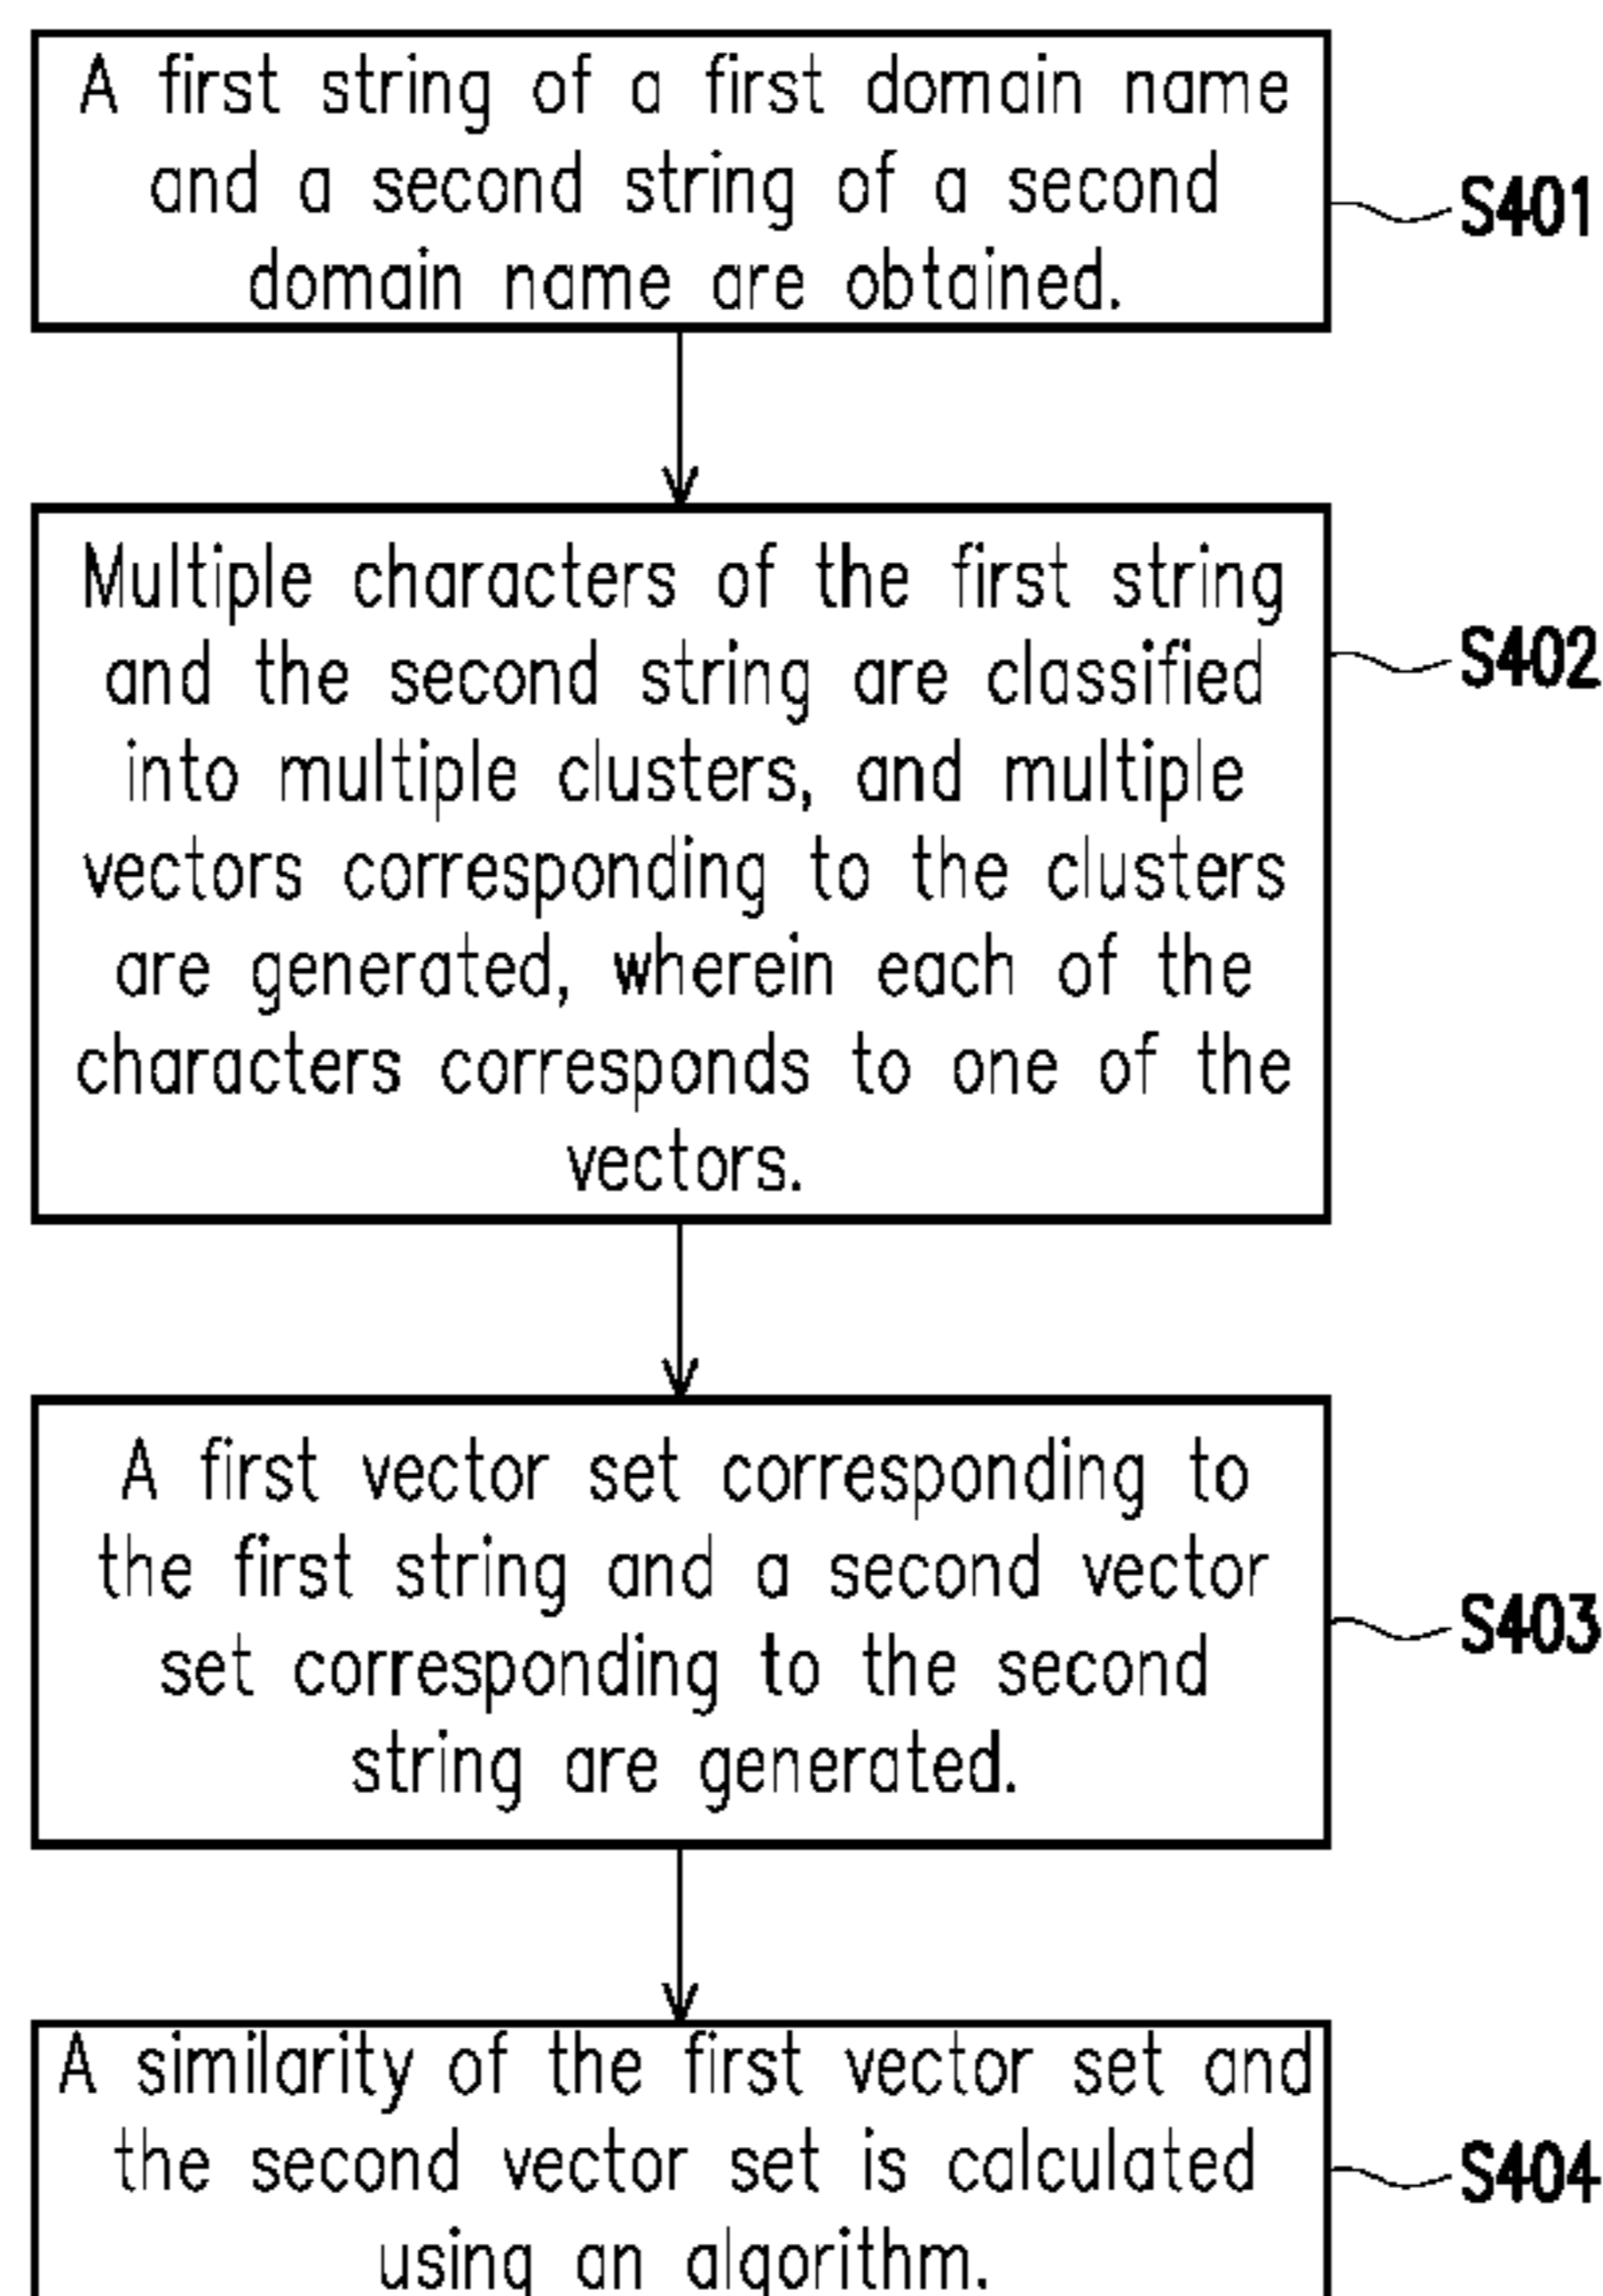 A first string of a first domain name
and a second string of a second
domain name are obtained.
S401
Multiple characters of the first string
and the second string are classified
into multiple clusters, and multiple
vectors corresponding to the clusters
are generated, wherein each of the
characters corresponds to one of the
vectors.
S402
A first vector set corresponding to
the first string and a second vector
set corresponding to the second
string are generated.
S403
A similarity of the first vector set and
the second vector set is calculated
using an algorithm.
S404